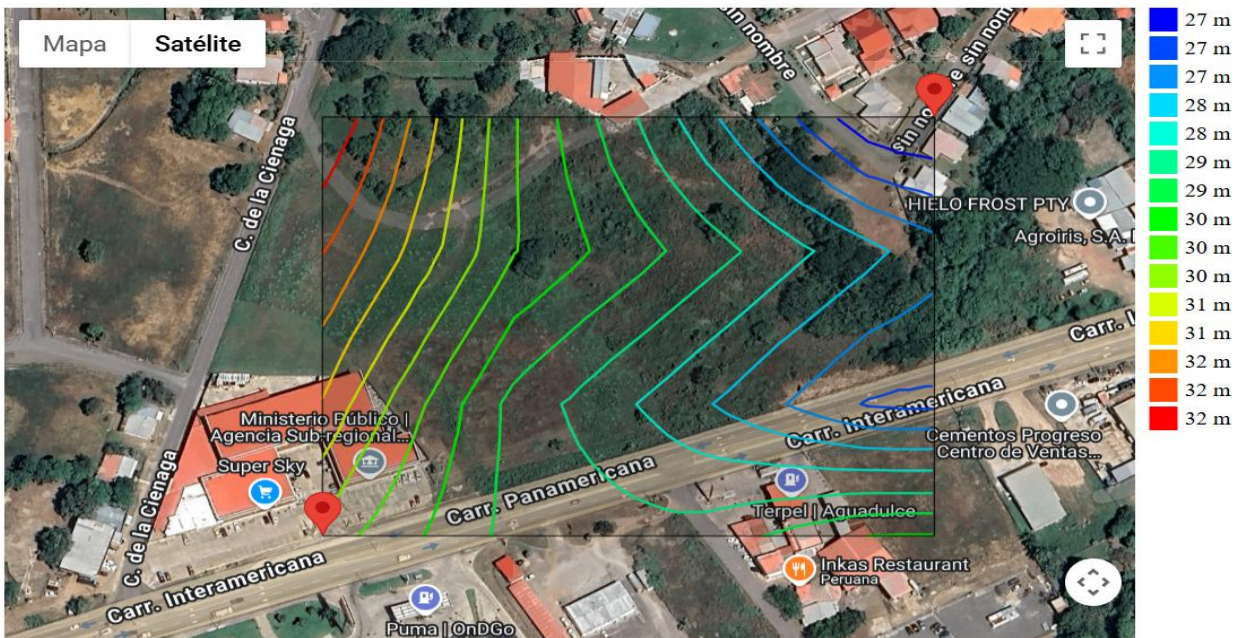 Mapa
Satélite
Sin nombre
sin nombre sin nom
C. de la Cienaga
HIELO FROST PTY.
Agroiris, S.A.
Carr. I
Ministerio Público |
Agencia Sub-regional...
Super Sky
Carr. Interamericana
Cementos Progreso
Centro de Ventas...
Carr. Panamericana
Terpel | Aguadulce
C. de la Cienaga
Inkas Restaurant
Peruana
Carr. Interamericana
Puma | OnDGo
27 m
27 m
27 m
28 m
28 m
29 m
29 m
30 m
30 m
30 m
31 m
31 m
32 m
32 m
32 m